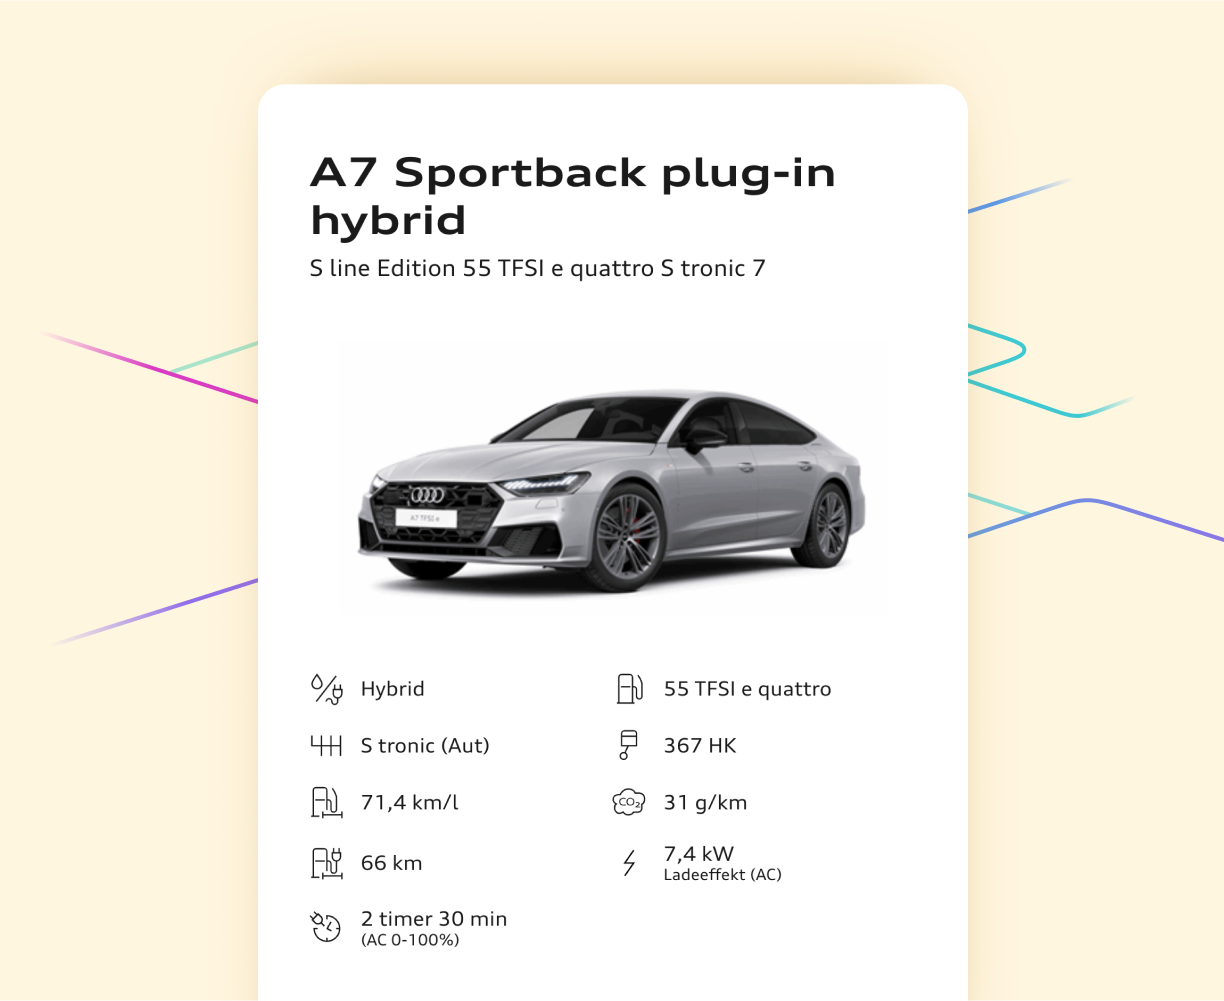 A7 Sportback plug-in
hybrid
S line Edition 55 TFSI e quattro S tronic 7
A7 TFSI e
Hybrid
55 TFSI e quattro
S tronic (Aut)
367 HK
71,4 km/l
CO₂
31 g/km
66 km
7,4 kW
Ladeeffekt (AC)
2 timer 30 min
(AC 0-100%)